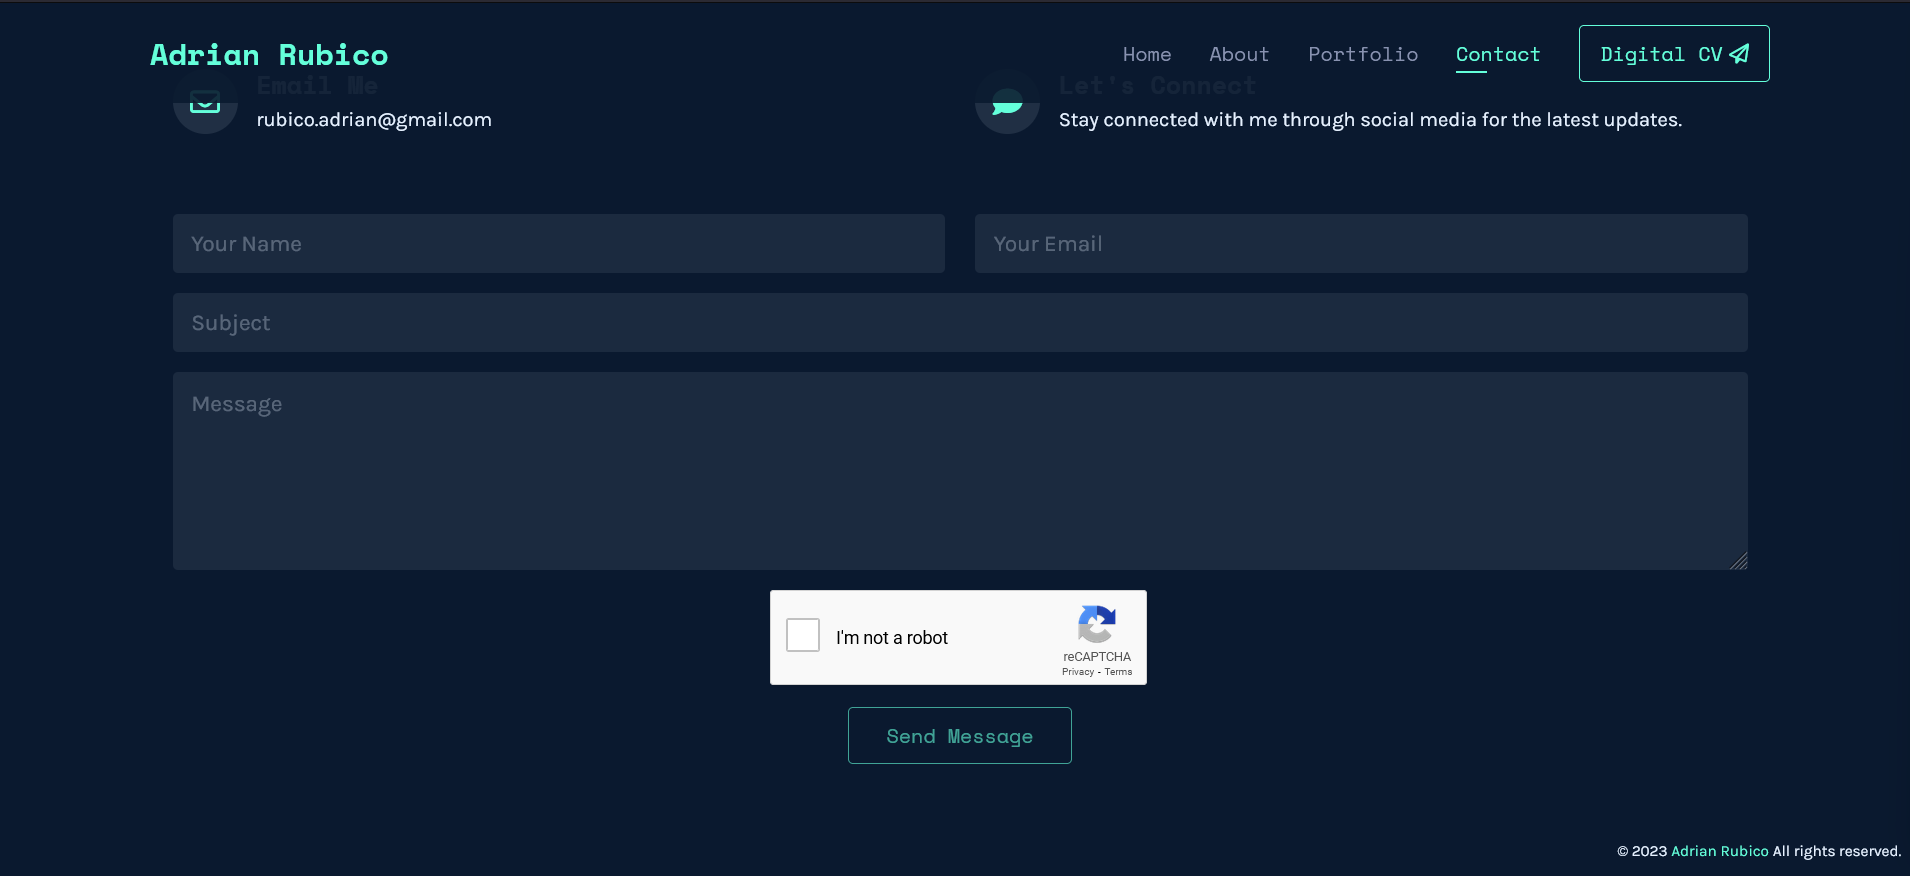 Adrian Rubico
Home
About
Portfolio
Contact
Digital CV
Email Me
rubico.adrian@gmail.com
Let's Connect
Stay connected with me through social media for the latest updates.
Your Name
Your Email
Subject
Message
I'm not a robot
reCAPTCHA
Privacy - Terms
Send Message
© 2023 Adrian Rubico All rights reserved.